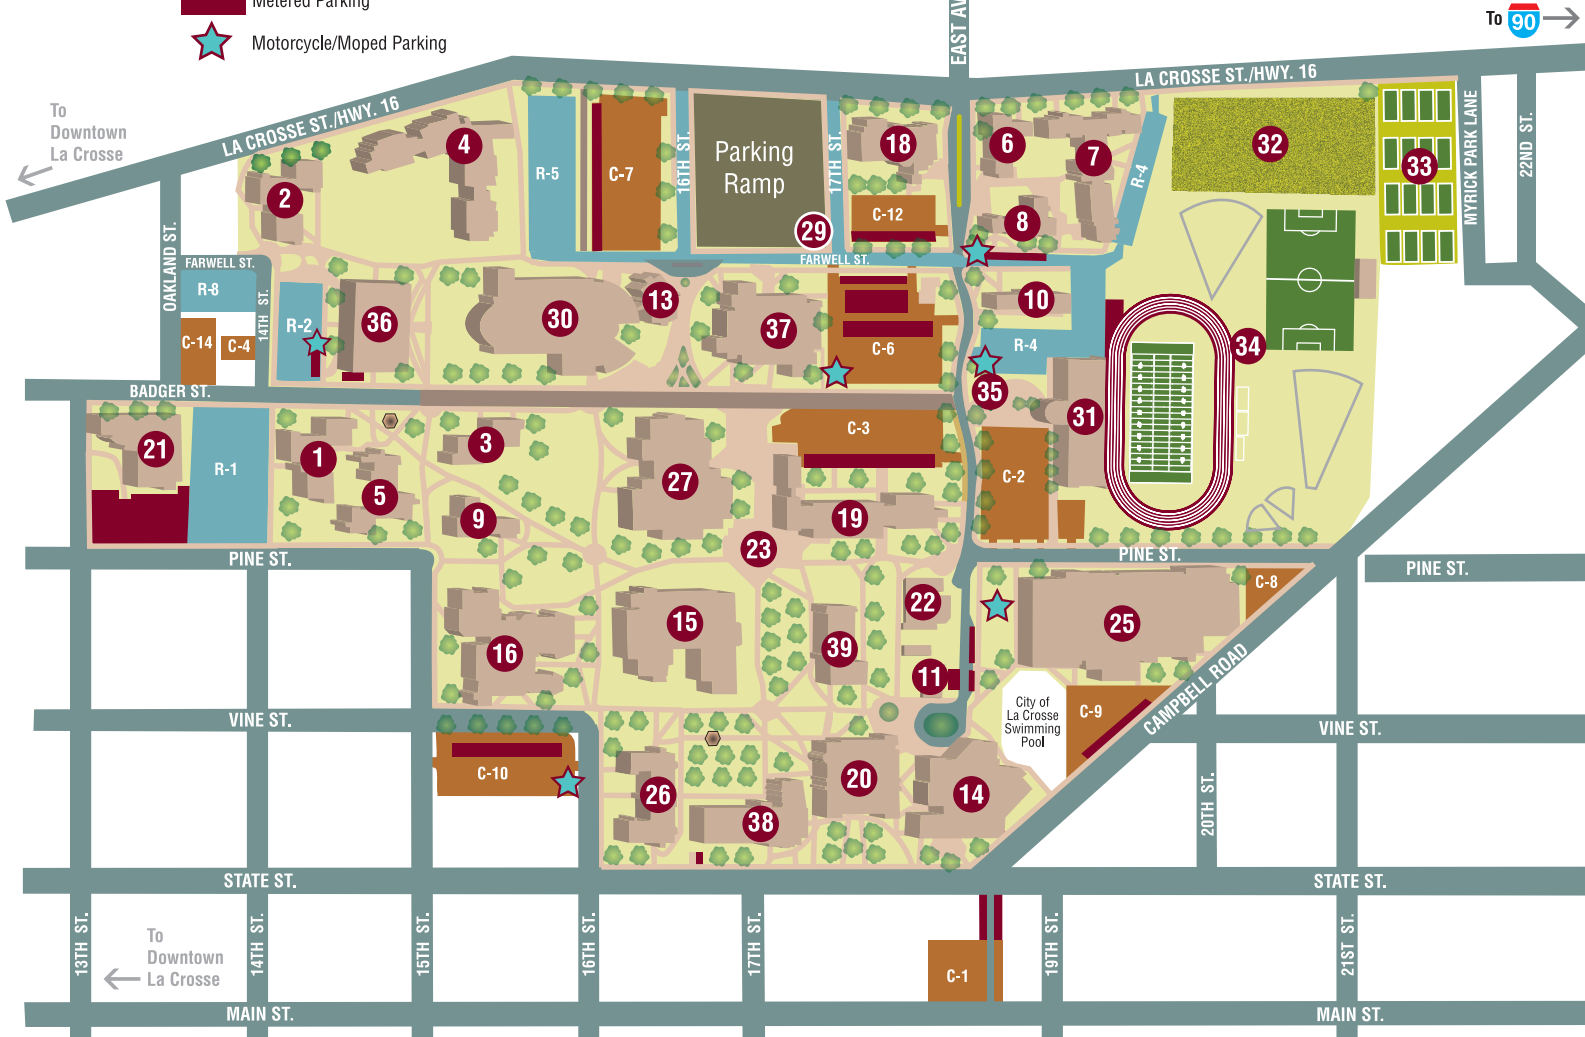 Metered Parking
Motorcycle/Moped Parking
EAST AV
To 90
LA CROSSE ST./HWY. 16
LA CROSSE ST./HWY. 16
To
Downtown
La Crosse
MYRICK PARK LANE
22ND ST.
4
2
R-5
C-7
16TH ST.
Parking
Ramp
29
17TH ST.
18
C-12
6
7
8
R-4
32
33
OAKLAND ST.
FARWELL ST.
FARWELL ST.
R-8
14TH ST.
C-14
C-4
R-2
36
30
13
37
C-6
10
R-4
35
34
31
BADGER ST.
21
R-1
1
5
3
9
27
C-3
19
23
C-2
PINE ST.
PINE ST.
PINE ST.
C-8
16
15
39
22
11
25
CAMPBELL ROAD
City of
La Crosse
Swimming
Pool
C-9
VINE ST.
VINE ST.
C-10
26
38
20
14
20TH ST.
STATE ST.
STATE ST.
13TH ST.
To
Downtown
La Crosse
14TH ST.
15TH ST.
16TH ST.
17TH ST.
C-1
19TH ST.
21ST ST.
MAIN ST.
MAIN ST.